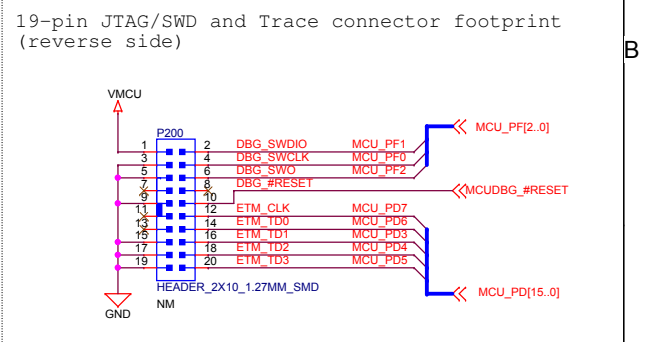 19-pin JTAG/SWD and Trace connector footprint
(reverse side)
B
VMCU
P200
1 2 DBG_SWDIO MCU_PF1
3 4 DBG_SWCLK MCU_PF0
5 6 DBG_SWO MCU_PF2
7 8 DBG_#RESET
9 10
11 12 ETM_CLK MCU_PD7
13 14 ETM_TD0 MCU_PD6
15 16 ETM_TD1 MCU_PD3
17 18 ETM_TD2 MCU_PD4
19 20 ETM_TD3 MCU_PD5
MCU_PF[2..0]
MCUDBG_#RESET
MCU_PD[15..0]
HEADER_2X10_1.27MM_SMD
NM
GND